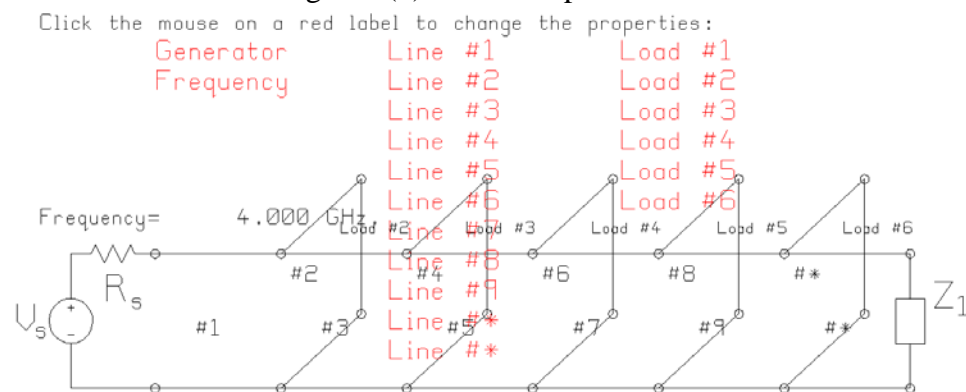 Click the mouse on a red label to change the properties:
Generator Line #1 Load #1
Frequency Line #2 Load #2
Line #3 Load #3
Line #4 Load #4
Line #5 Load #5
Line #6 Load #6
Frequency= 4.000 GHz.
Line #7
Load #2 Load #3 Load #4 Load #5 Load #6
Line #8
#2 #4 #6 #8 #*
Line #9
Rs Z1
Vs #1 #3 #5 #7 #9 #*
Line #*
Line #*